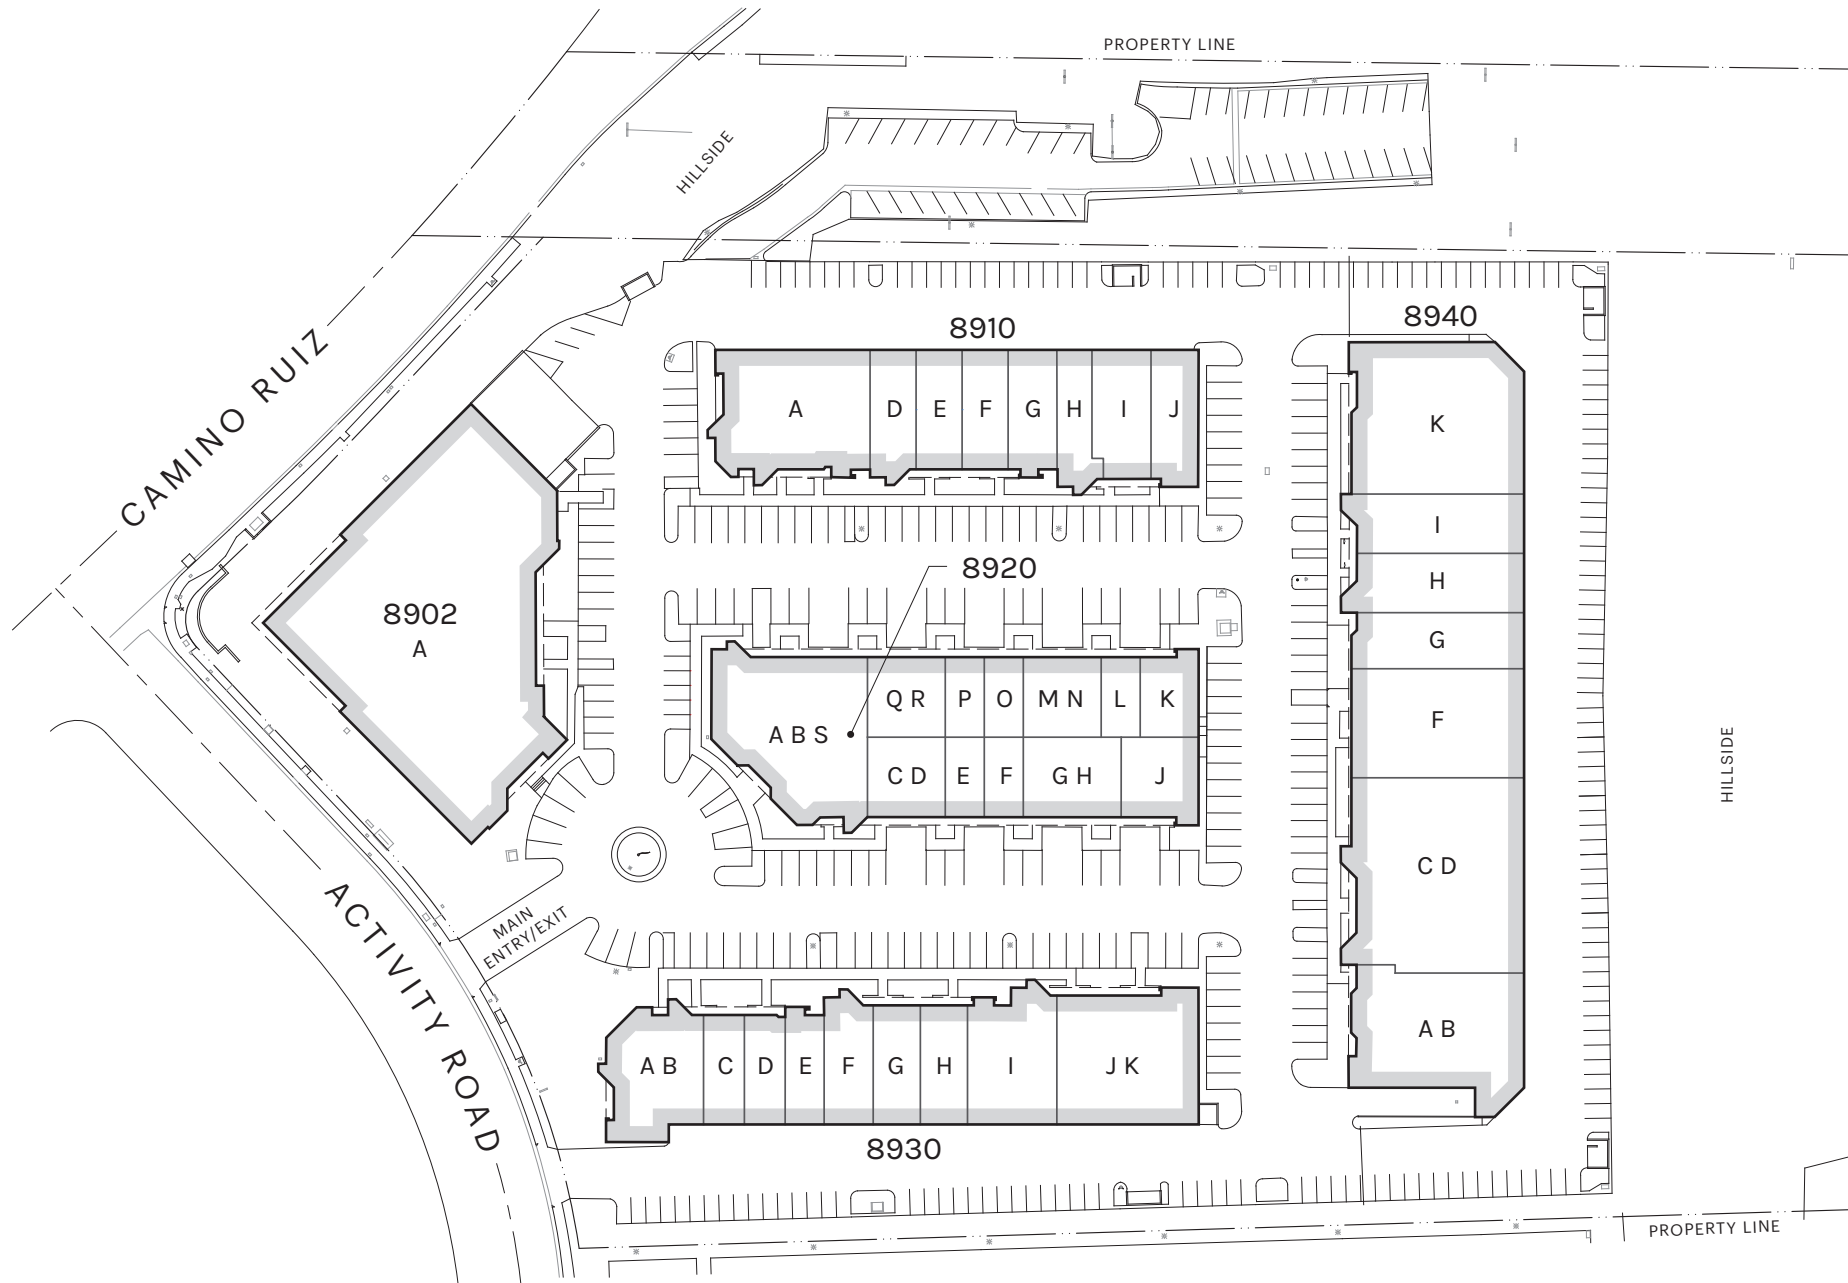 PROPERTY LINE
HILLSIDE
CAMINO RUIZ
8910
A D E F G H I J
8940
K
I
H
G
F
C D
A B
8902
A
8920
A B S
Q R P O M N L K
C D E F G H J
HILLSIDE
MAIN
ENTRY/EXIT
ACTIVITY ROAD
A B C D E F G H I J K
8930
PROPERTY LINE